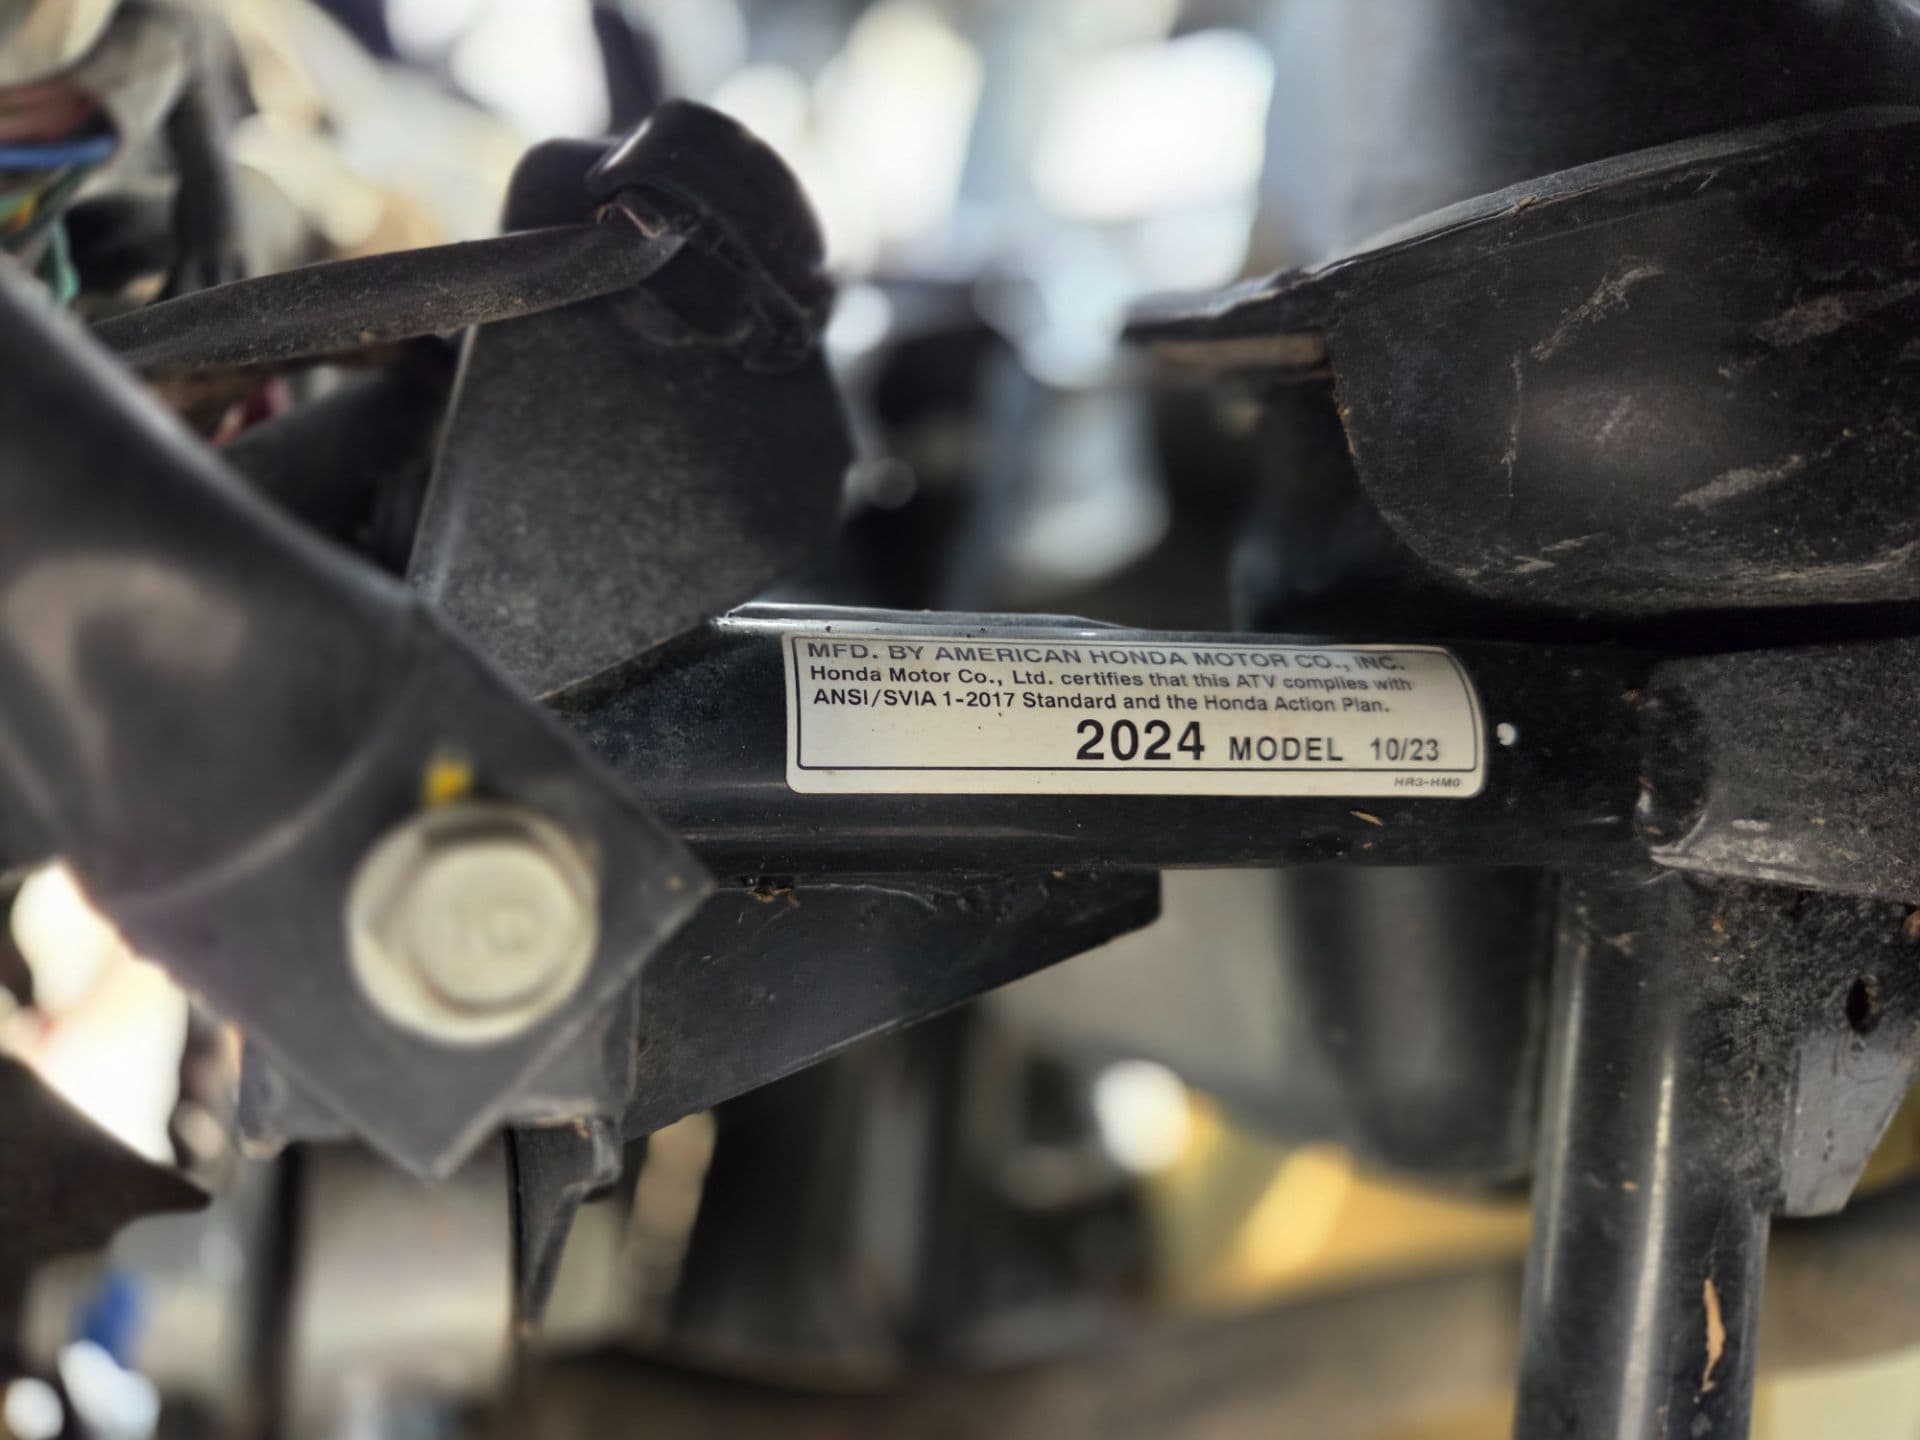 MFD. BY AMERICAN HONDA MOTOR CO., INC.
Honda Motor Co., Ltd. certifies that this ATV complies with
ANSI/SVIA 1-2017 Standard and the Honda Action Plan.
2024 MODEL 10/23
HR3-HM0